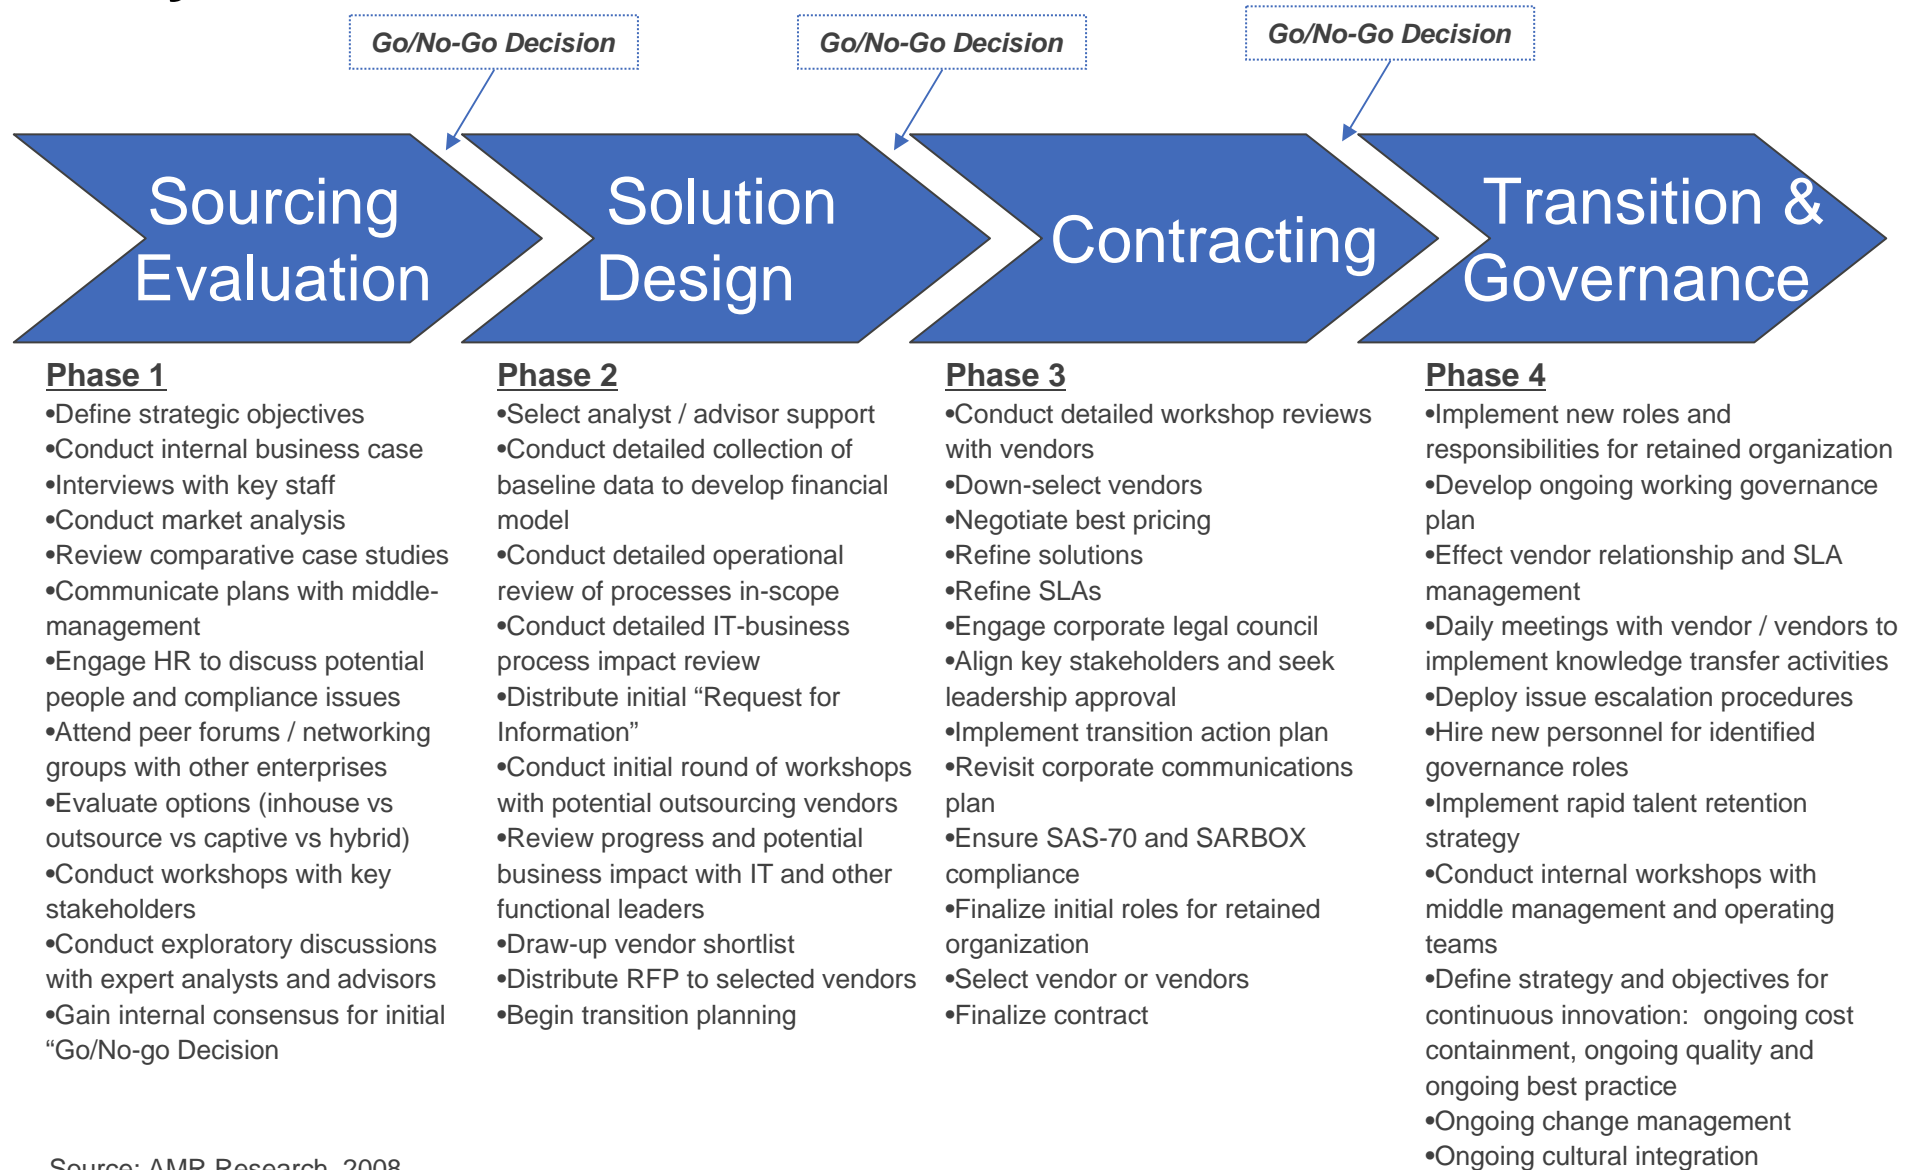 Go/No-Go Decision
Go/No-Go Decision
Go/No-Go Decision
Sourcing
Evaluation
Solution
Design
Contracting
Transition &
Governance
Phase 1
•Define strategic objectives
•Conduct internal business case
•Interviews with key staff
•Conduct market analysis
•Review comparative case studies
•Communicate plans with middle-
management
•Engage HR to discuss potential
people and compliance issues
•Attend peer forums / networking
groups with other enterprises
•Evaluate options (inhouse vs
outsource vs captive vs hybrid)
•Conduct workshops with key
stakeholders
•Conduct exploratory discussions
with expert analysts and advisors
•Gain internal consensus for initial
“Go/No-go Decision
Phase 2
•Select analyst / advisor support
•Conduct detailed collection of
baseline data to develop financial
model
•Conduct detailed operational
review of processes in-scope
•Conduct detailed IT-business
process impact review
•Distribute initial “Request for
Information”
•Conduct initial round of workshops
with potential outsourcing vendors
•Review progress and potential
business impact with IT and other
functional leaders
•Draw-up vendor shortlist
•Distribute RFP to selected vendors
•Begin transition planning
Phase 3
•Conduct detailed workshop reviews
with vendors
•Down-select vendors
•Negotiate best pricing
•Refine solutions
•Refine SLAs
•Engage corporate legal council
•Align key stakeholders and seek
leadership approval
•Implement transition action plan
•Revisit corporate communications
plan
•Ensure SAS-70 and SARBOX
compliance
•Finalize initial roles for retained
organization
•Select vendor or vendors
•Finalize contract
Phase 4
•Implement new roles and
responsibilities for retained organization
•Develop ongoing working governance
plan
•Effect vendor relationship and SLA
management
•Daily meetings with vendor / vendors to
implement knowledge transfer activities
•Deploy issue escalation procedures
•Hire new personnel for identified
governance roles
•Implement rapid talent retention
strategy
•Conduct internal workshops with
middle management and operating
teams
•Define strategy and objectives for
continuous innovation:  ongoing cost
containment, ongoing quality and
ongoing best practice
•Ongoing change management
•Ongoing cultural integration
Source: AMR Research, 2008